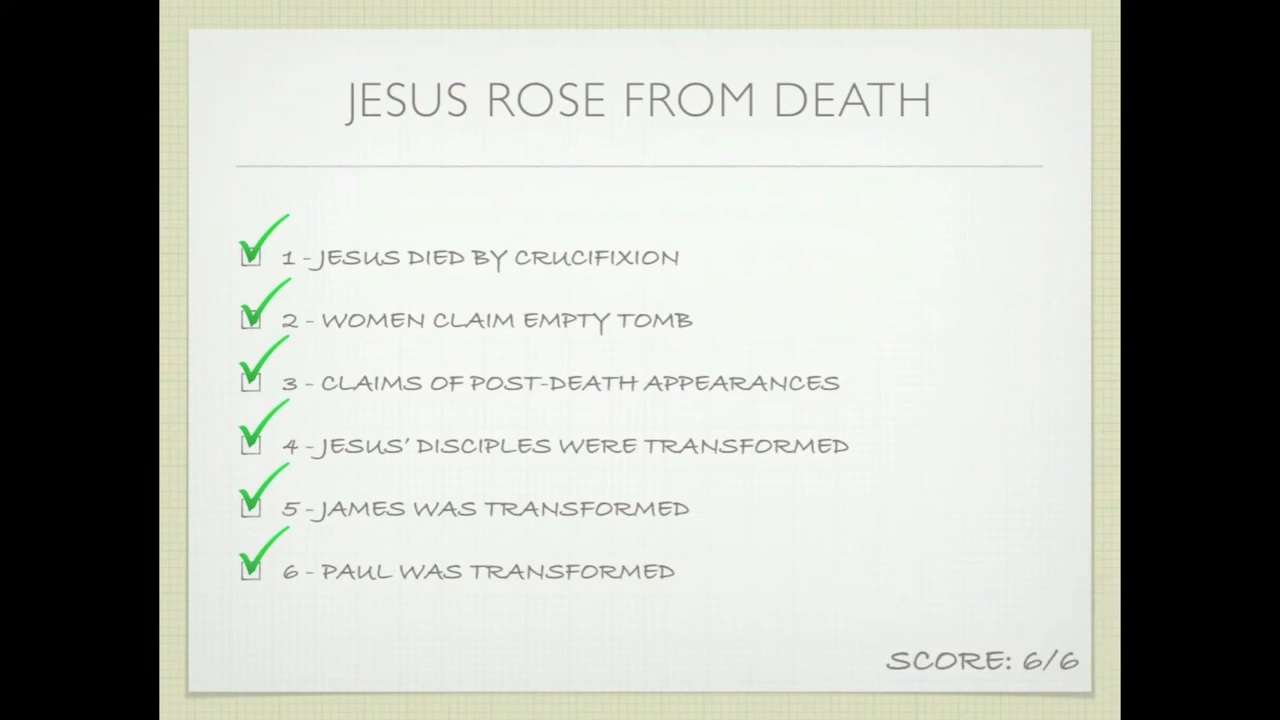 JESUS ROSE FROM DEATH
1 - JESUS DIED BY CRUCIFIXION
2 - WOMEN CLAIM EMPTY TOMB
3 - CLAIMS OF POST-DEATH APPEARANCES
4 - JESUS' DISCIPLES WERE TRANSFORMED
5 - JAMES WAS TRANSFORMED
6 - PAUL WAS TRANSFORMED
SCORE: 6/6